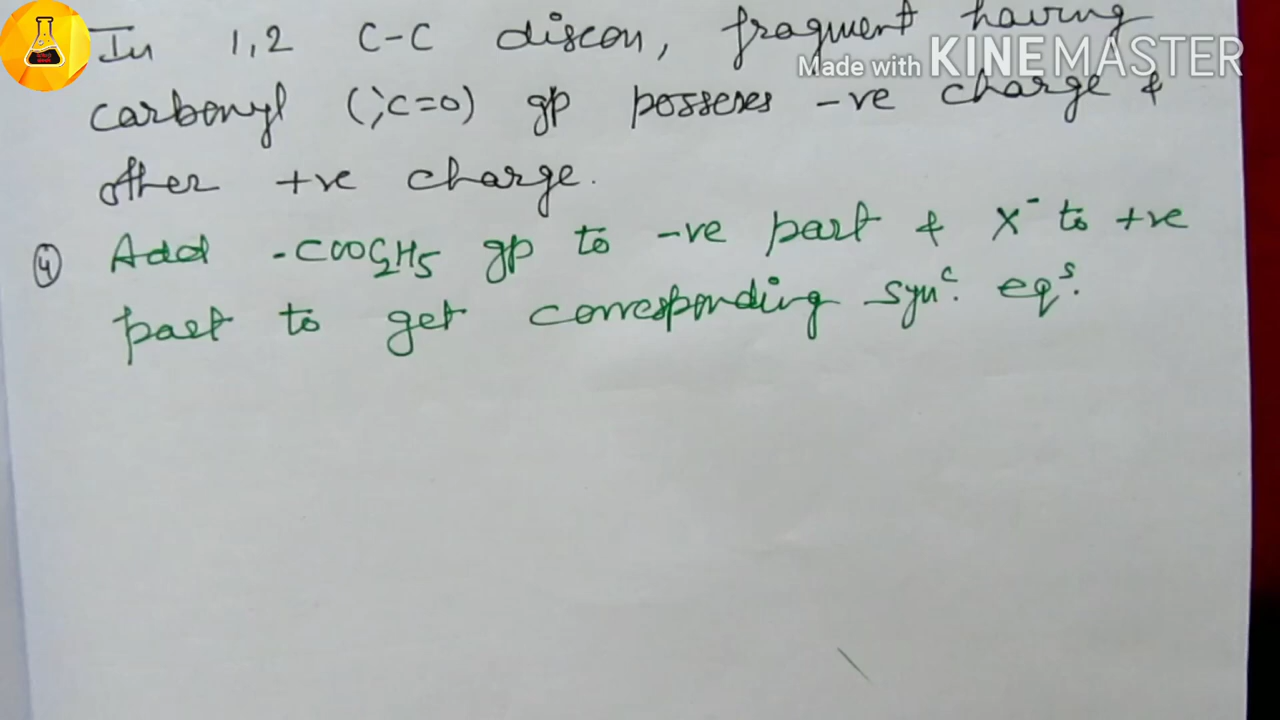 In 1,2 C-C discon, fragment having
Made with KINEMASTER
carbonyl (>C=O) gp posseses -ve charge &
other +ve charge.
④ Add -COOC2H5 gp to -ve part & X⁻ to +ve
part to get corresponding synᶜ. eqˢ.